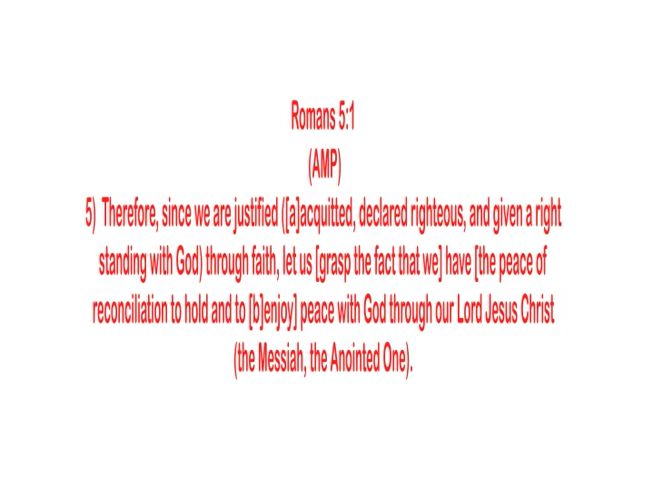 Romans 5:1
(AMP)
5) Therefore, since we are justified ([a]acquitted, declared righteous, and given a right
standing with God) through faith, let us [grasp the fact that we] have [the peace of
reconciliation to hold and to [b]enjoy] peace with God through our Lord Jesus Christ
(the Messiah, the Anointed One).